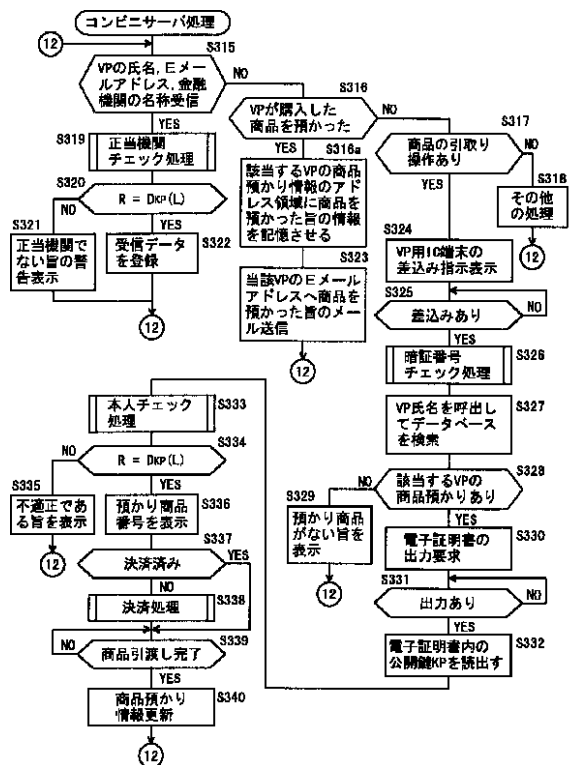 コンビニサーバ処理
12
S315
VPの氏名, Eメー
ルアドレス, 金融
機関の名称受信
NO
YES
S316
VPが購入した
商品を預かった
NO
YES
S317
商品の引取り
操作あり
NO
YES
S318
その他
の処理
12
S319
正当機関
チェック処理
S320
R = DKP(L)
NO
YES
S321
正当機関で
ない旨の警
告表示
S322
受信データ
を登録
12
S316a
該当するVPの商品
預かり情報のアド
レス領域に商品を
預かった旨の情報
を記憶させる
S323
当該VPのEメール
アドレスへ商品を
預かった旨のメー
ル送信
12
S324
VP用IC端末の
差込み指示表示
S325
差込みあり
NO
YES
S326
暗証番号
チェック処理
S327
VP氏名を呼出し
てデータベース
を検索
S328
該当するVPの
商品預かりあり
NO
YES
S329
預かり商品
がない旨を
表示
12
S330
電子証明書の
出力要求
S331
出力あり
NO
YES
S332
電子証明書内の
公開鍵KPを読出す
S333
本人チェック
処理
S334
R = DKP(L)
NO
YES
S335
不適正であ
る旨を表示
12
S336
預かり商品
番号を表示
S337
決済済み
YES
NO
S338
決済処理
S339
商品引渡し完了
NO
YES
S340
商品預かり
情報更新
12